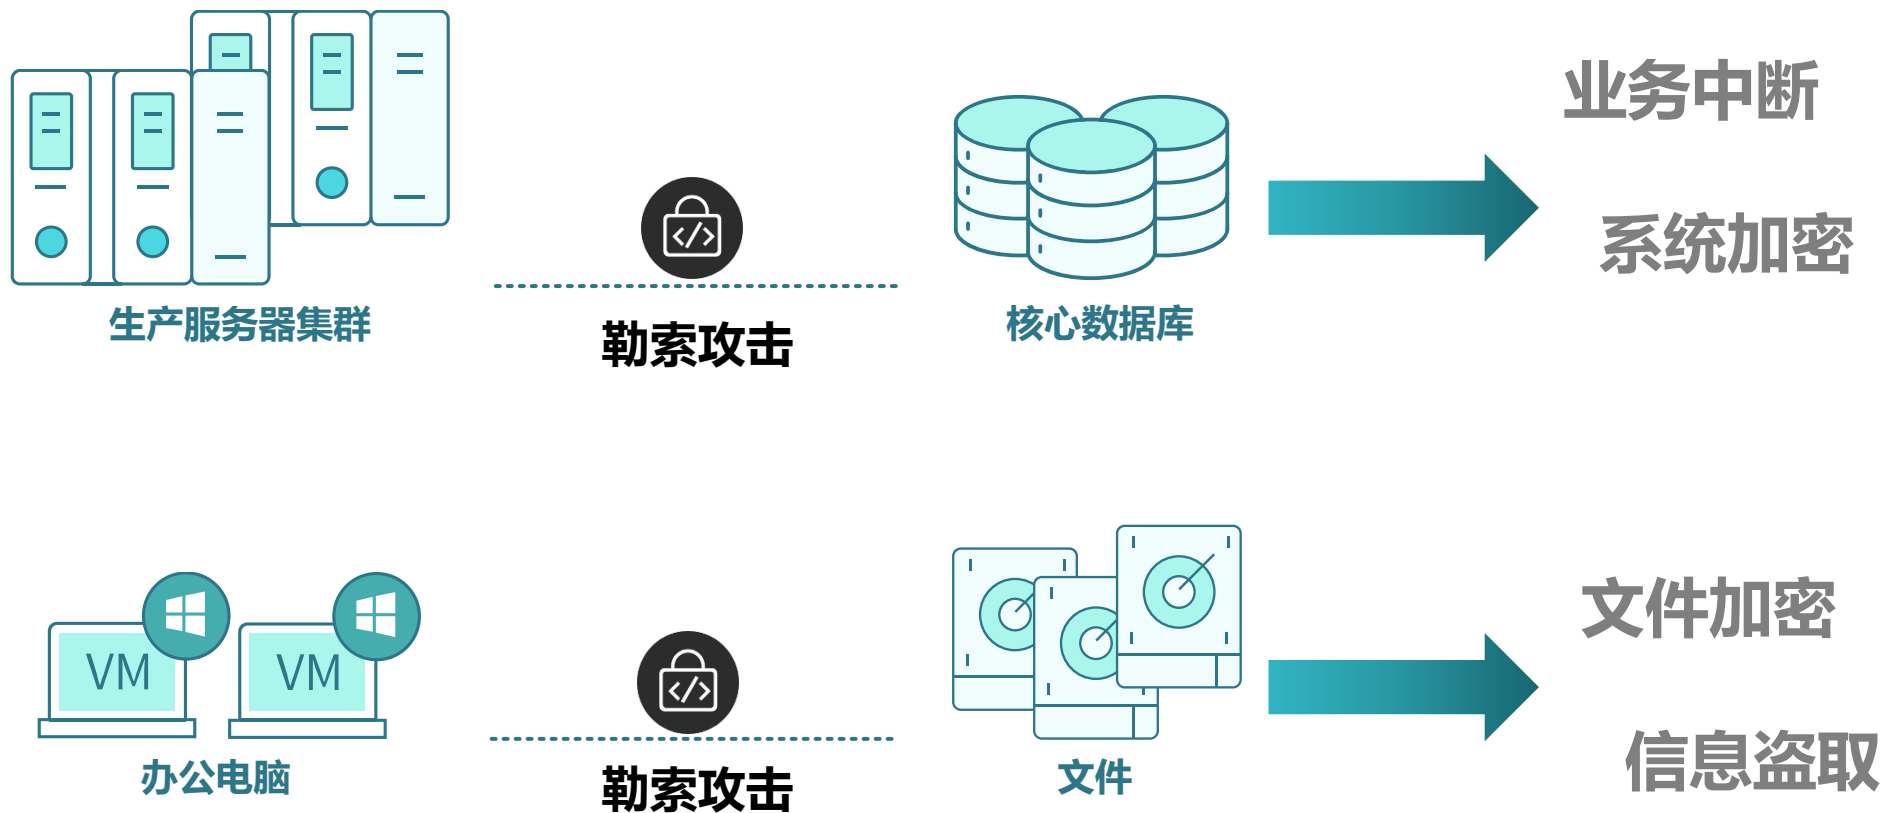 业务中断
系统加密
生产服务器集群
勒索攻击
核心数据库
VM
VM
文件加密
信息盗取
办公电脑
勒索攻击
文件